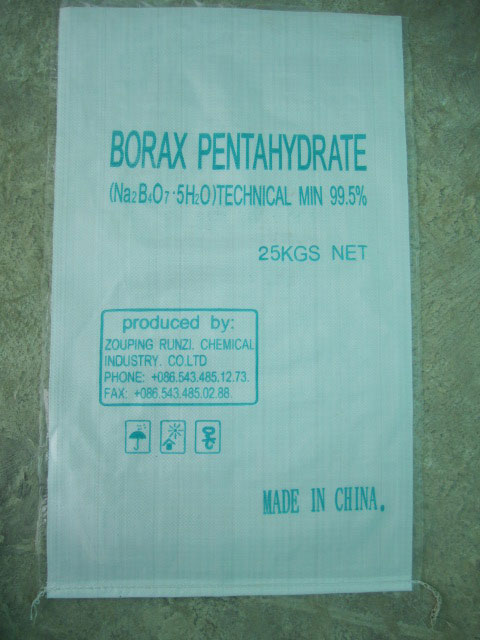 BORAX PENTAHYDRATE
(Na₂B₄O₇·5H₂O)TECHNICAL MIN 99.5%
25KGS NET
produced by:
ZOUPING RUNZI. CHEMICAL
INDUSTRY. CO.LTD
PHONE: +086.543.485.12.73.
FAX: +086.543.485.02.88.
MADE IN CHINA.